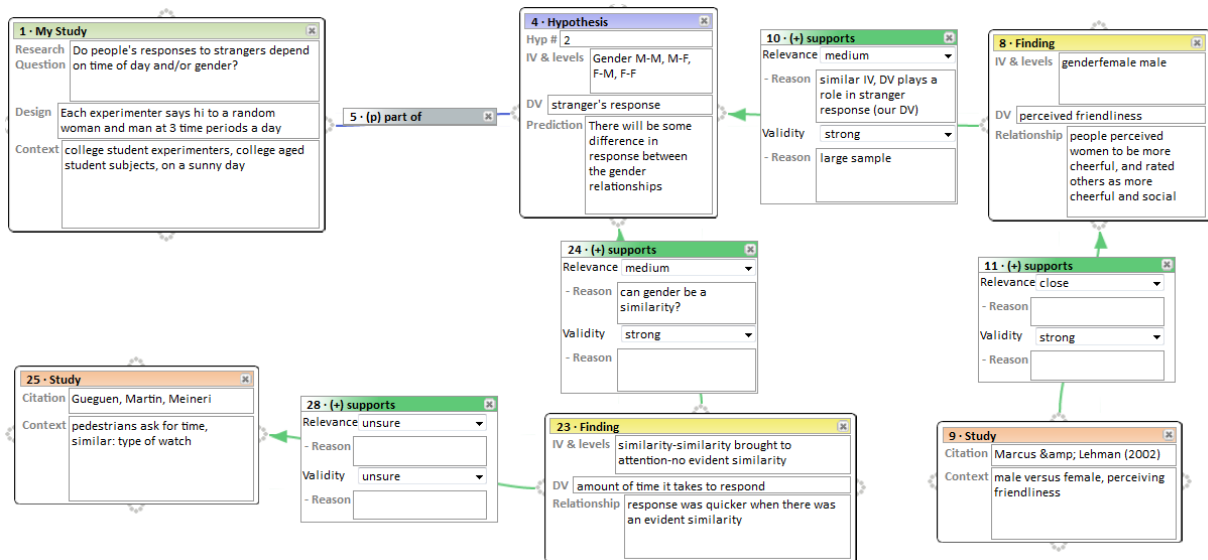 1 · My Study
Research Question
Do people's responses to strangers depend
on time of day and/or gender?
Design
Each experimenter says hi to a random
woman and man at 3 time periods a day
Context
college student experimenters, college aged
student subjects, on a sunny day
5 · (p) part of
4 · Hypothesis
Hyp # 2
IV & levels
Gender M-M, M-F,
F-M, F-F
DV stranger's response
Prediction
There will be some
difference in
response between
the gender
relationships
10 · (+) supports
Relevance medium
- Reason
similar IV, DV plays a
role in stranger
response (our DV)
Validity strong
- Reason large sample
8 · Finding
IV & levels genderfemale male
DV perceived friendliness
Relationship
people perceived
women to be more
cheerful, and rated
others as more
cheerful and social
24 · (+) supports
Relevance medium
- Reason
can gender be a
similarity?
Validity strong
- Reason
11 · (+) supports
Relevance close
- Reason
Validity strong
- Reason
25 · Study
Citation Gueguen, Martin, Meineri
Context
pedestrians ask for time,
similar: type of watch
28 · (+) supports
Relevance unsure
- Reason
Validity unsure
- Reason
23 · Finding
IV & levels
similarity-similarity brought to
attention-no evident similarity
DV amount of time it takes to respond
Relationship
response was quicker when there was
an evident similarity
9 · Study
Citation Marcus &amp; Lehman (2002)
Context
male versus female, perceiving
friendliness